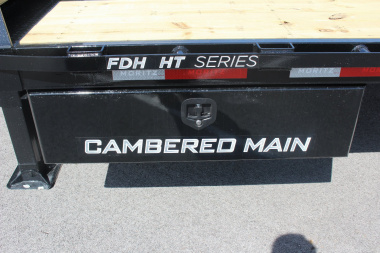 FDH HT SERIES
MORITZ MORITZ
CAMBERED MAIN